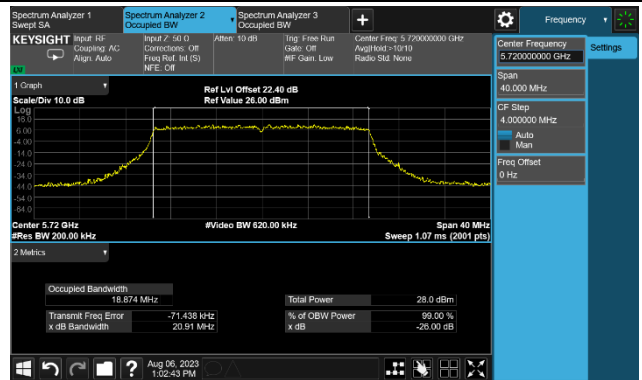 Spectrum Analyzer 1
Swept SA
Spectrum Analyzer 2
Occupied BW
Spectrum Analyzer 3
Occupied BW
Frequency
KEYSIGHT
Input: RF
Coupling: AC
Align: Auto
Input Z: 50 Ω
Corrections: Off
Freq Ref: Int (S)
NFE: Off
Atten: 10 dB
Trig: Free Run
Gate: Off
#IF Gain: Low
Center Freq: 5.720000000 GHz
Avg|Hold:>10/10
Radio Std: None
Center Frequency
5.720000000 GHz
Settings
Span
40.000 MHz
CF Step
4.000000 MHz
Auto
Man
Freq Offset
0 Hz
1 Graph
Scale/Div 10.0 dB
Ref Lvl Offset 22.40 dB
Ref Value 26.00 dBm
Log
16.0
6.00
-4.00
-14.0
-24.0
-34.0
-44.0
-54.0
-64.0
Center 5.72 GHz
#Res BW 200.00 kHz
#Video BW 620.00 kHz
Span 40 MHz
Sweep 1.07 ms (2001 pts)
2 Metrics
Occupied Bandwidth
18.874 MHz
Total Power 28.0 dBm
Transmit Freq Error -71.438 kHz
% of OBW Power 99.00 %
x dB Bandwidth 20.91 MHz
x dB -26.00 dB
Aug 06, 2023
1:02:43 PM